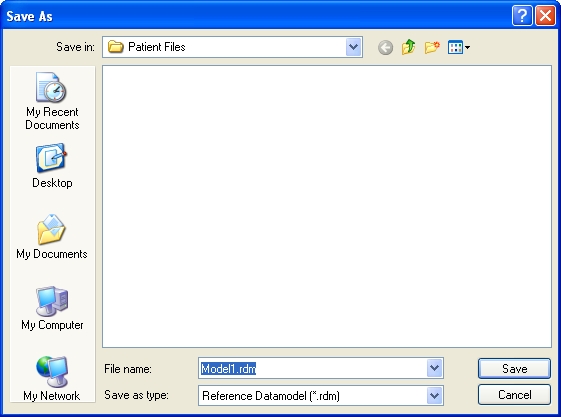 Save As
Save in: Patient Files
My Recent
Documents
Desktop
My Documents
My Computer
My Network
File name: Model1.rdm
Save
Save as type: Reference Datamodel (*.rdm)
Cancel